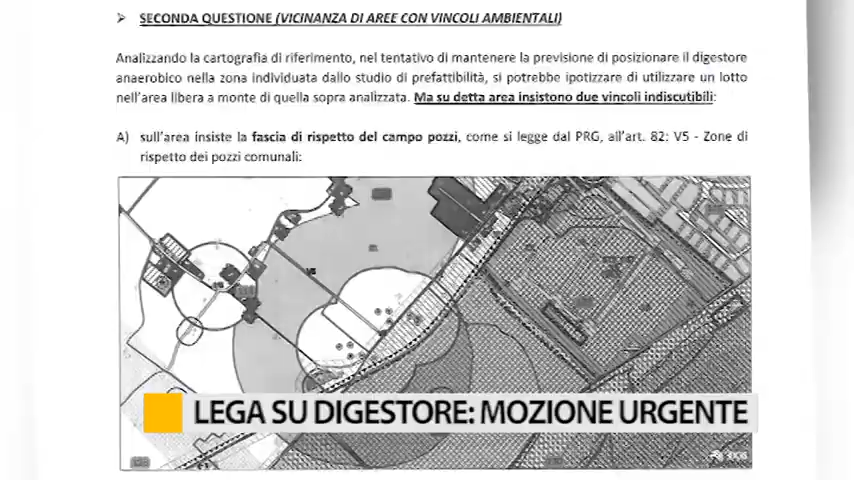 ➤ SECONDA QUESTIONE (VICINANZA DI AREE CON VINCOLI AMBIENTALI)
Analizzando la cartografia di riferimento, nel tentativo di mantenere la previsione di posizionare il digestore
anaerobico nella zona individuata dallo studio di prefattibilità, si potrebbe ipotizzare di utilizzare un lotto
nell'area libera a monte di quella sopra analizzata. Ma su detta area insistono due vincoli indiscutibili:
A) sull'area insiste la fascia di rispetto del campo pozzi, come si legge dal PRG, all'art. 82: V5 - Zone di
rispetto dei pozzi comunali:
LEGA SU DIGESTORE: MOZIONE URGENTE